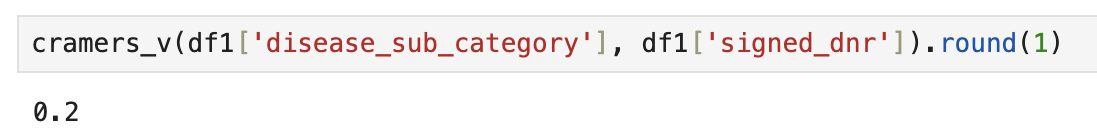 cramers_v(df1['disease_sub_category'], df1['signed_dnr']).round(1)
0.2